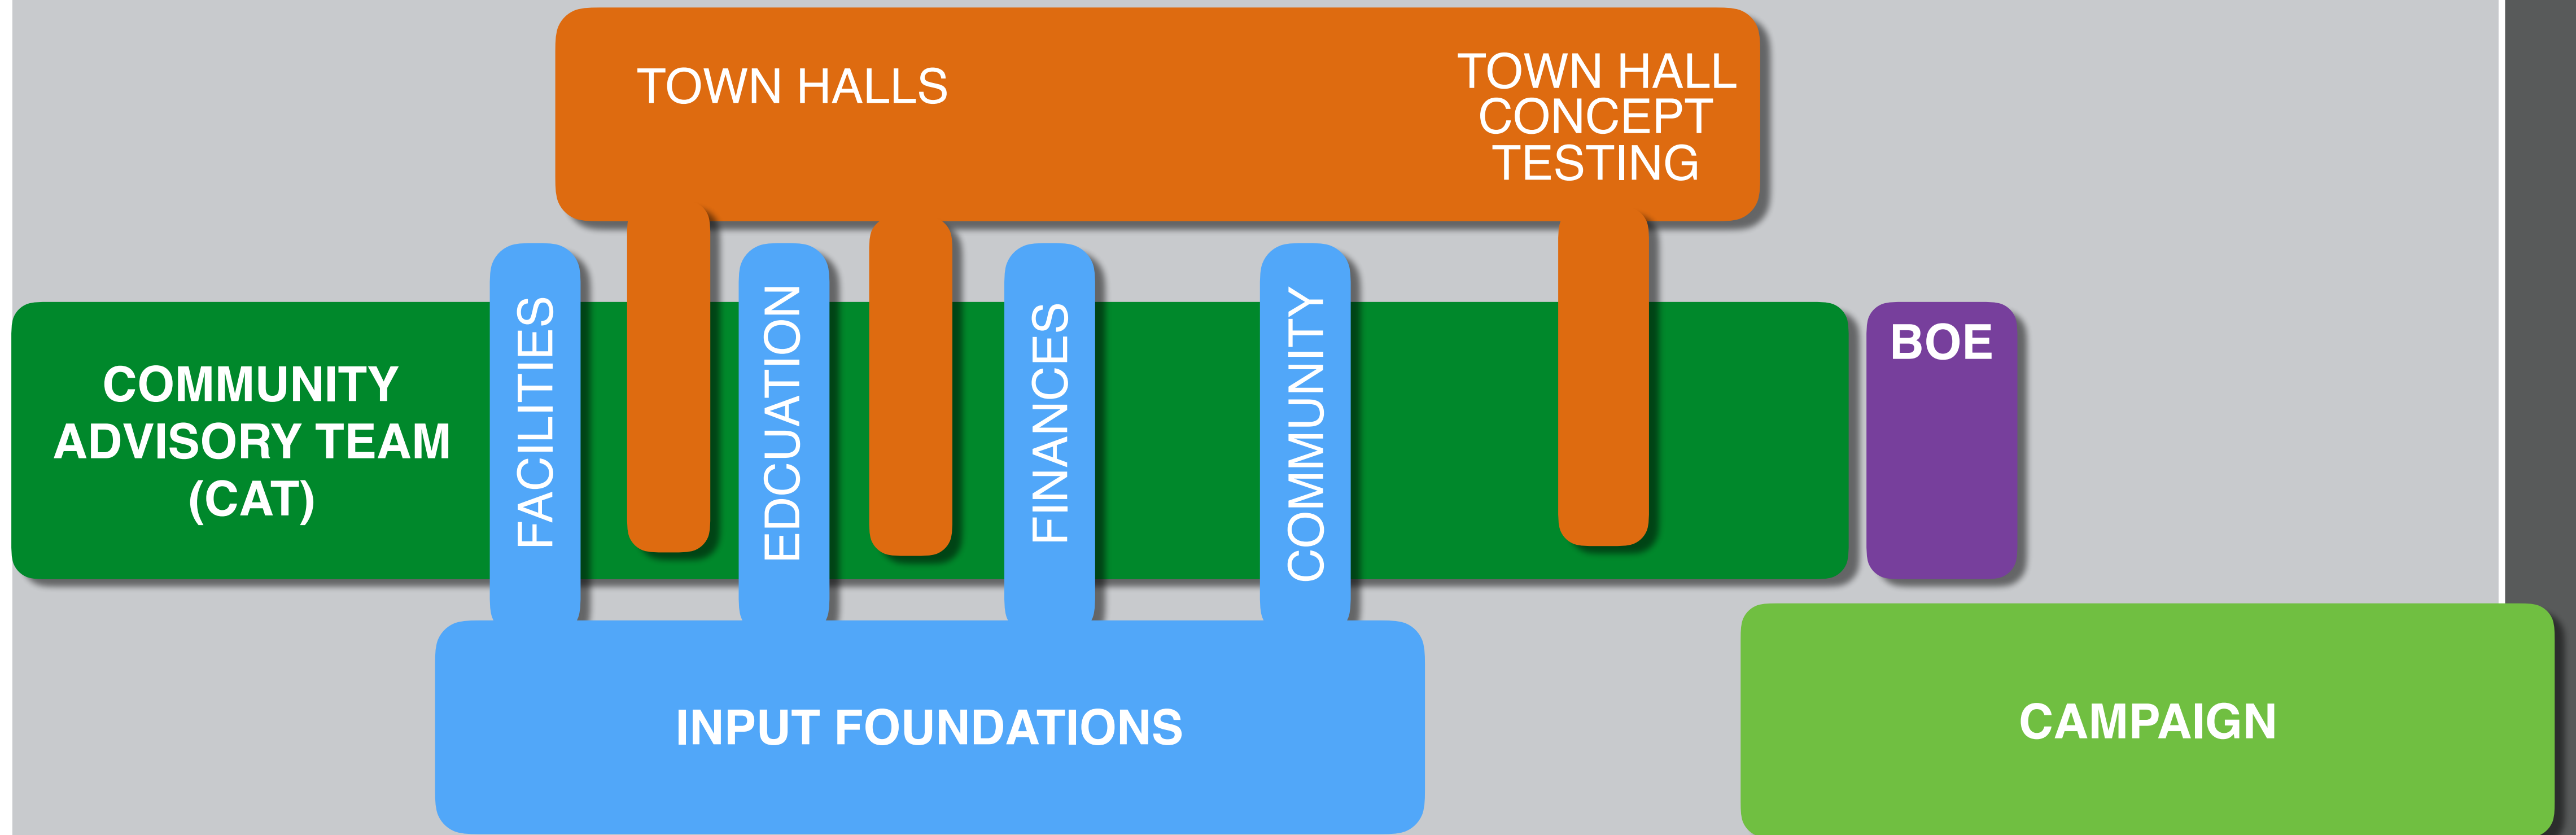 TOWN HALLS
TOWN HALL
CONCEPT
TESTING
COMMUNITY
ADVISORY TEAM
(CAT)
FACILITIES
EDCUATION
FINANCES
COMMUNITY
BOE
INPUT FOUNDATIONS
CAMPAIGN